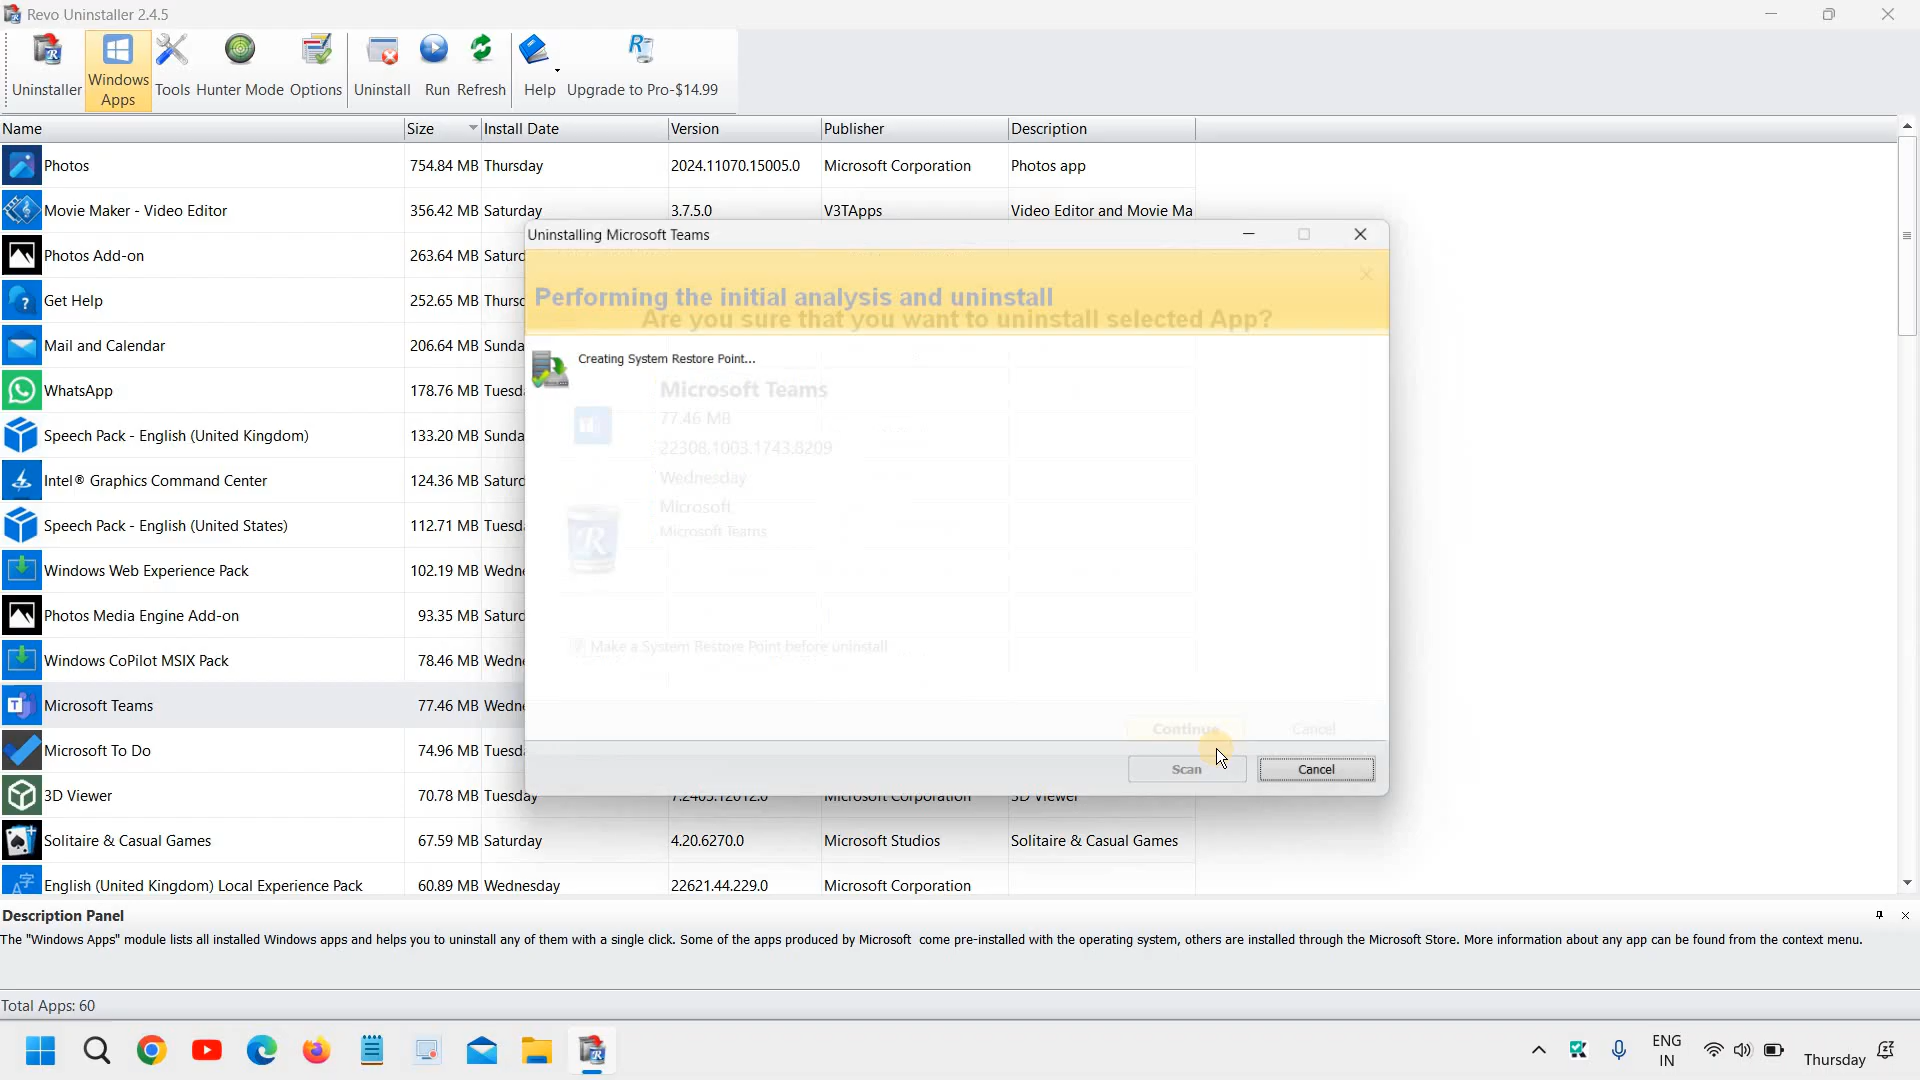 Revo Uninstaller 2.4.5
Uninstaller
Windows Apps
Tools
Hunter Mode
Options
Uninstall
Run
Refresh
Help
Upgrade to Pro-$14.99
Name Size Install Date Version Publisher Description
Photos 754.84 MB Thursday 2024.11070.15005.0 Microsoft Corporation Photos app
Movie Maker - Video Editor 356.42 MB Saturday 3.7.5.0 V3TApps Video Editor and Movie Ma
Photos Add-on 263.64 MB
Get Help 252.65 MB
Mail and Calendar 206.64 MB
WhatsApp 178.76 MB
Speech Pack - English (United Kingdom) 133.20 MB
Intel® Graphics Command Center 124.36 MB
Speech Pack - English (United States) 112.71 MB
Windows Web Experience Pack 102.19 MB
Photos Media Engine Add-on 93.35 MB
Windows CoPilot MSIX Pack 78.46 MB
Microsoft Teams 77.46 MB
Microsoft To Do 74.96 MB
3D Viewer 70.78 MB Tuesday 7.2405.12012.0 Microsoft Corporation 3D Viewer
Solitaire & Casual Games 67.59 MB Saturday 4.20.6270.0 Microsoft Studios Solitaire & Casual Games
English (United Kingdom) Local Experience Pack 60.89 MB Wednesday 22621.44.229.0 Microsoft Corporation
Uninstalling Microsoft Teams
Performing the initial analysis and uninstall
Are you sure that you want to uninstall selected App?
Creating System Restore Point...
Microsoft Teams
77.46 MB
22308.1003.1743.8209
Wednesday
Microsoft
Microsoft Teams
Make a System Restore Point before uninstall
Continue Cancel
Scan Cancel
Description Panel
The "Windows Apps" module lists all installed Windows apps and helps you to uninstall any of them with a single click. Some of the apps produced by Microsoft come pre-installed with the operating system, others are installed through the Microsoft Store. More information about any app can be found from the context menu.
Total Apps: 60
ENG
IN
Thursday